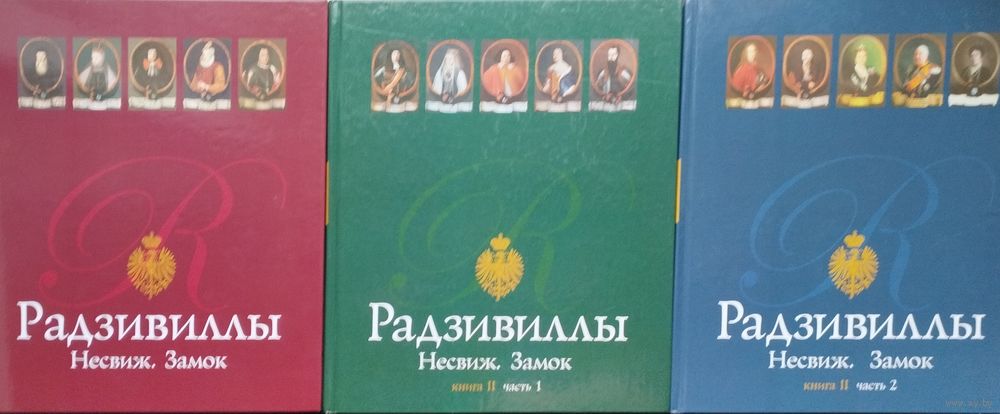 Радзивиллы
Несвиж. Замок
Радзивиллы
Несвиж. Замок
книга II часть 1
Радзивиллы
Несвиж. Замок
книга II часть 2